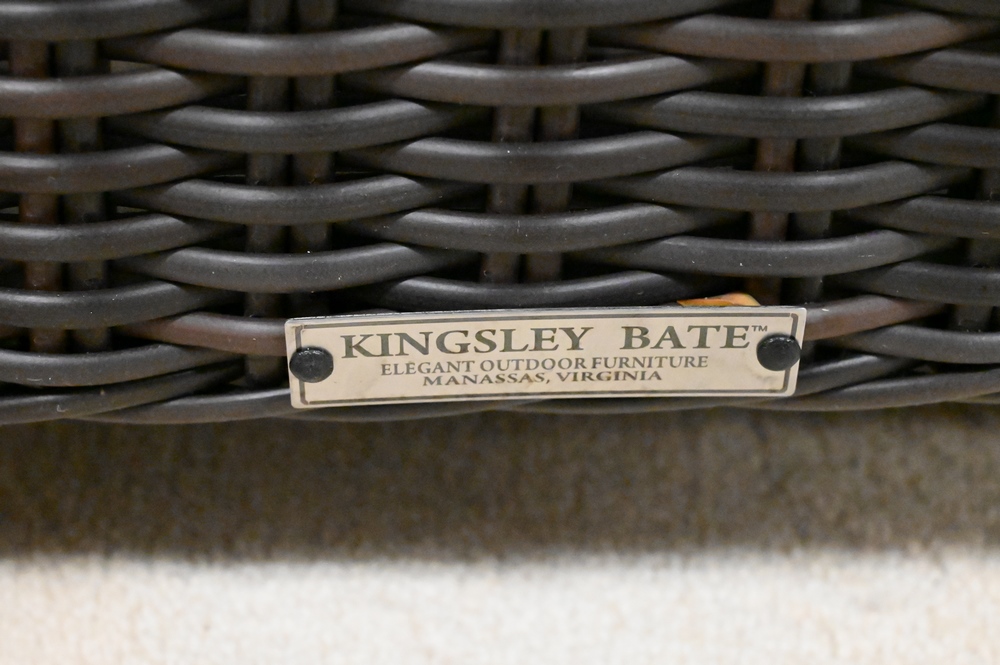 KINGSLEY BATE™
ELEGANT OUTDOOR FURNITURE
MANASSAS, VIRGINIA